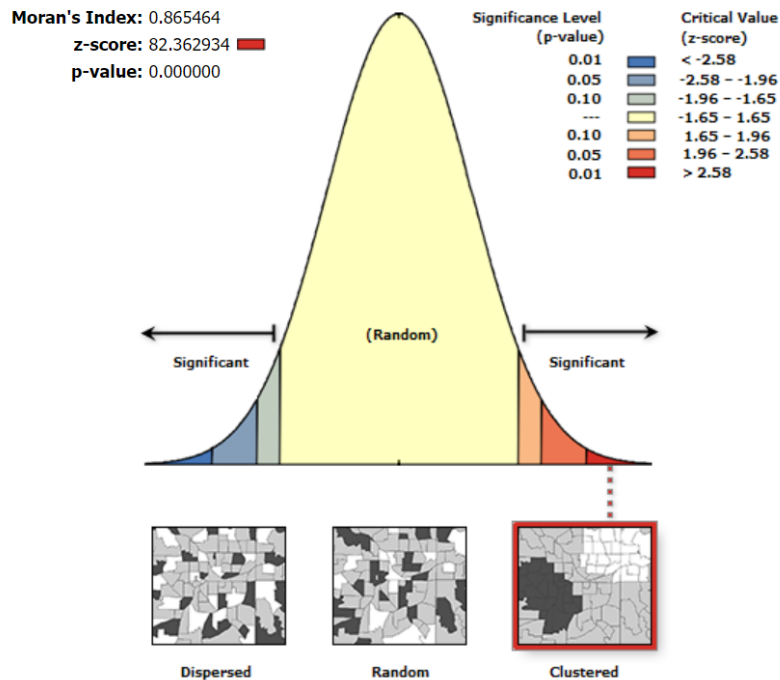 Moran's Index: 0.865464
z-score: 82.362934
p-value: 0.000000
Significance Level
(p-value)
Critical Value
(z-score)
0.01 < -2.58
0.05 -2.58 – -1.96
0.10 -1.96 – -1.65
--- -1.65 – 1.65
0.10 1.65 – 1.96
0.05 1.96 – 2.58
0.01 > 2.58
(Random)
Significant
Significant
Dispersed
Random
Clustered